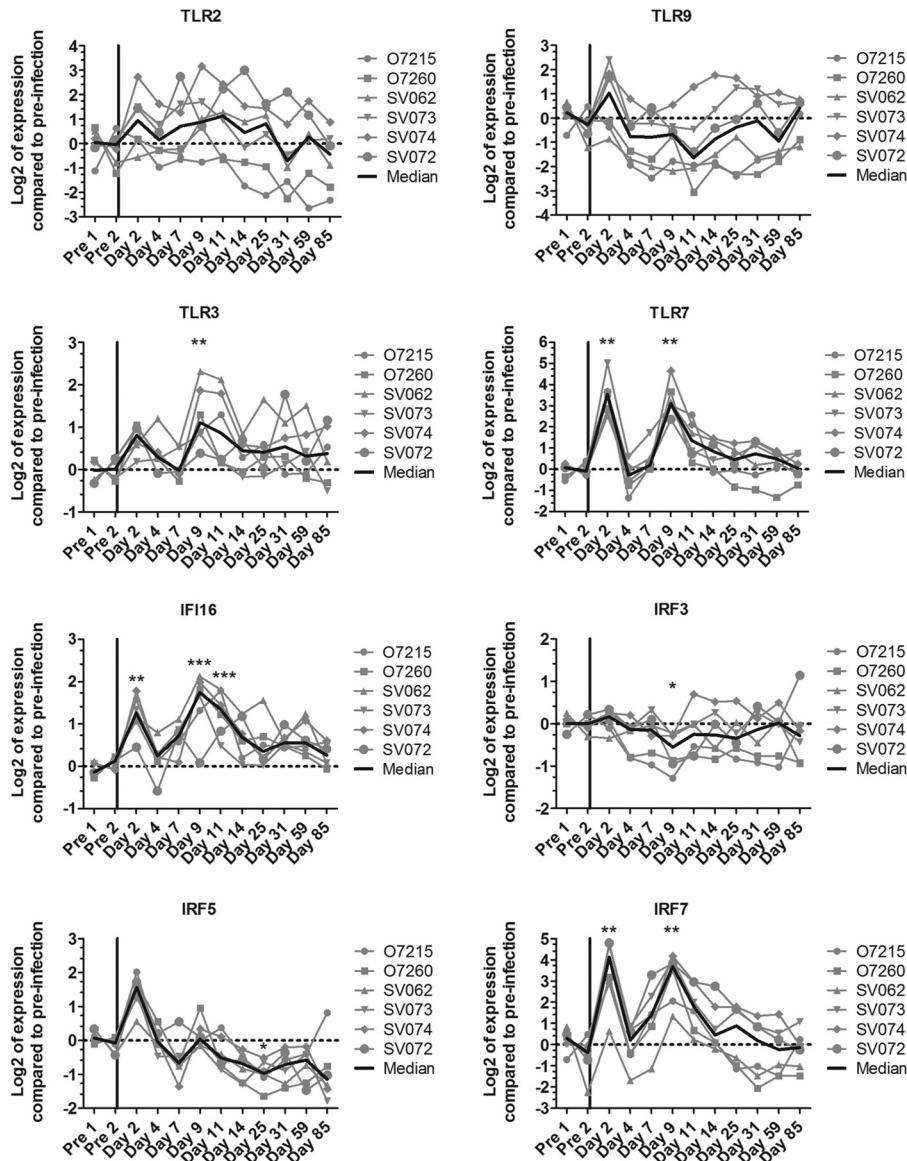 TLR2
Log2 of expression
compared to pre-infection
4
3
2
1
0
-1
-2
-3
Pre 1
Pre 2
Day 2
Day 4
Day 7
Day 9
Day 11
Day 14
Day 25
Day 31
Day 59
Day 85
O7215
O7260
SV062
SV073
SV074
SV072
Median
TLR9
Log2 of expression
compared to pre-infection
3
2
1
0
-1
-2
-3
-4
Pre 1
Pre 2
Day 2
Day 4
Day 7
Day 9
Day 11
Day 14
Day 25
Day 31
Day 59
Day 85
O7215
O7260
SV062
SV073
SV074
SV072
Median
TLR3
Log2 of expression
compared to pre-infection
3
2
1
0
-1
**
Pre 1
Pre 2
Day 2
Day 4
Day 7
Day 9
Day 11
Day 14
Day 25
Day 31
Day 59
Day 85
O7215
O7260
SV062
SV073
SV074
SV072
Median
TLR7
Log2 of expression
compared to pre-infection
7
6
5
4
3
2
1
0
-1
-2
** **
Pre 1
Pre 2
Day 2
Day 4
Day 7
Day 9
Day 11
Day 14
Day 25
Day 31
Day 59
Day 85
O7215
O7260
SV062
SV073
SV074
SV072
Median
IFI16
Log2 of expression
compared to pre-infection
3
2
1
0
-1
** *** ***
Pre 1
Pre 2
Day 2
Day 4
Day 7
Day 9
Day 11
Day 14
Day 25
Day 31
Day 59
Day 85
O7215
O7260
SV062
SV073
SV074
SV072
Median
IRF3
Log2 of expression
compared to pre-infection
2
1
0
-1
-2
*
Pre 1
Pre 2
Day 2
Day 4
Day 7
Day 9
Day 11
Day 14
Day 25
Day 31
Day 59
Day 85
O7215
O7260
SV062
SV073
SV074
SV072
Median
IRF5
Log2 of expression
compared to pre-infection
3
2
1
0
-1
-2
*
Pre 1
Pre 2
Day 2
Day 4
Day 7
Day 9
Day 11
Day 14
Day 25
Day 31
Day 59
Day 85
O7215
O7260
SV062
SV073
SV074
SV072
Median
IRF7
Log2 of expression
compared to pre-infection
5
4
3
2
1
0
-1
-2
-3
** **
Pre 1
Pre 2
Day 2
Day 4
Day 7
Day 9
Day 11
Day 14
Day 25
Day 31
Day 59
Day 85
O7215
O7260
SV062
SV073
SV074
SV072
Median